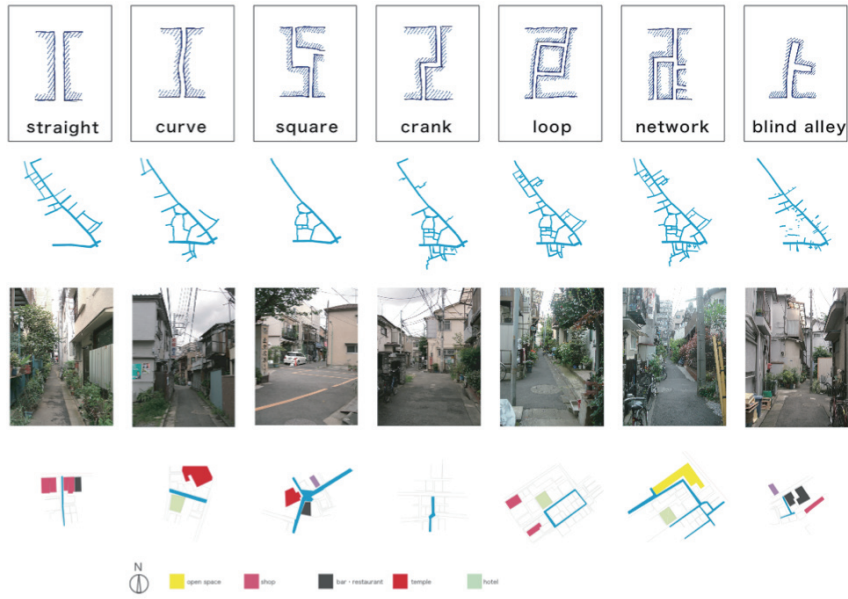 straight
curve
square
crank
loop
network
blind alley
N
open space
shop
bar - restaurant
temple
hotel